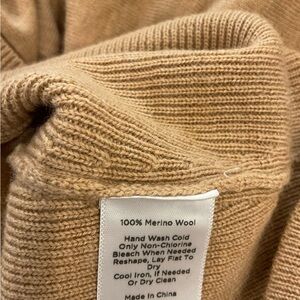 100% Merino Wool
Hand Wash Cold
Only Non-Chlorine
Bleach When Needed
Reshape, Lay Flat To
Dry
Cool Iron, If Needed
Or Dry Clean
Made In China